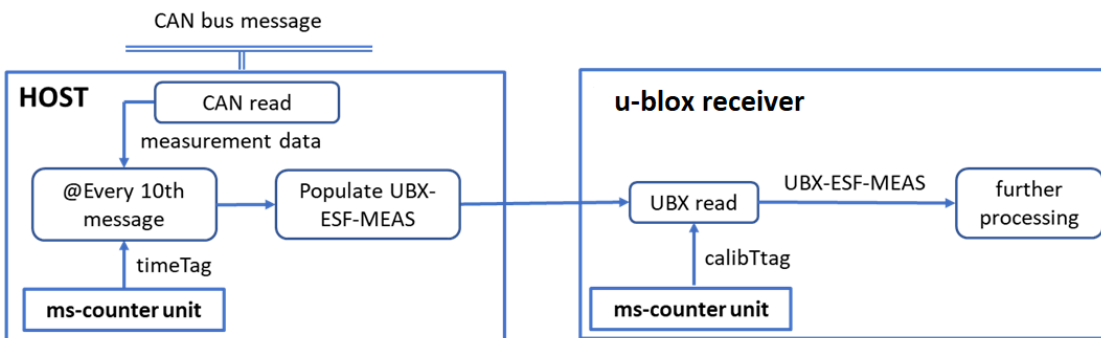 CAN bus message
HOST
CAN read
measurement data
@Every 10th
message
Populate UBX-
ESF-MEAS
timeTag
ms-counter unit
u-blox receiver
UBX read
UBX-ESF-MEAS
further
processing
calibTtag
ms-counter unit